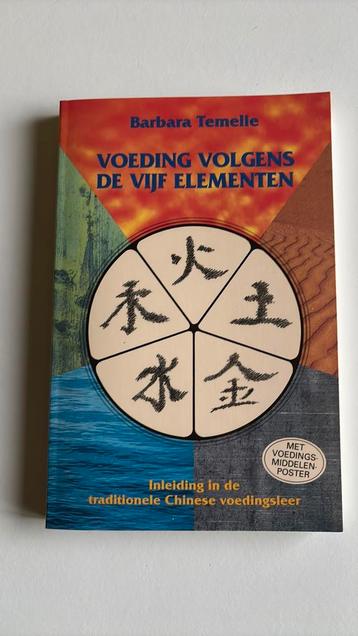 Barbara Temelie
VOEDING VOLGENS
DE VIJF ELEMENTEN
火
木 土
水 金
MET
VOEDINGS-
MIDDELEN-
POSTER
Inleiding in de
traditionele Chinese voedingsleer